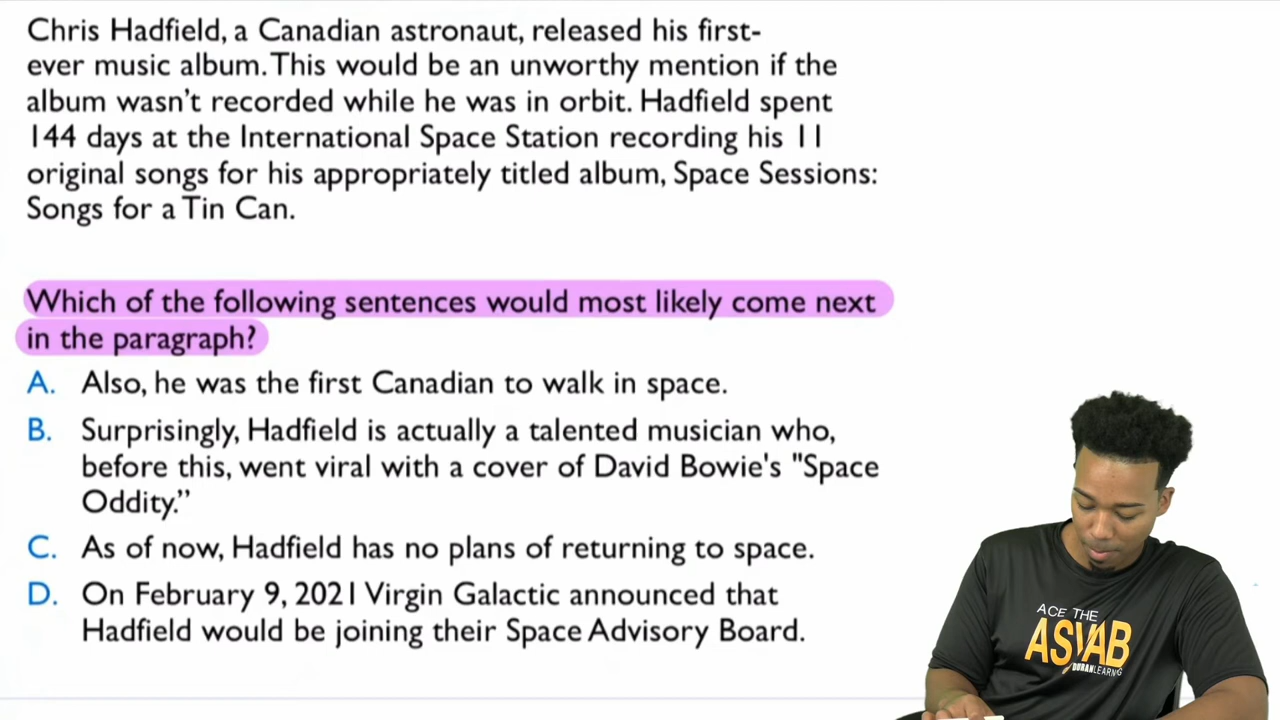 Chris Hadfield, a Canadian astronaut, released his first-
ever music album. This would be an unworthy mention if the
album wasn't recorded while he was in orbit. Hadfield spent
144 days at the International Space Station recording his 11
original songs for his appropriately titled album, Space Sessions:
Songs for a Tin Can.
Which of the following sentences would most likely come next
in the paragraph?
A. Also, he was the first Canadian to walk in space.
B. Surprisingly, Hadfield is actually a talented musician who,
before this, went viral with a cover of David Bowie's "Space
Oddity.”
C. As of now, Hadfield has no plans of returning to space.
D. On February 9, 2021 Virgin Galactic announced that
Hadfield would be joining their Space Advisory Board.
ACE THE
ASVAB
DURANLEARNING